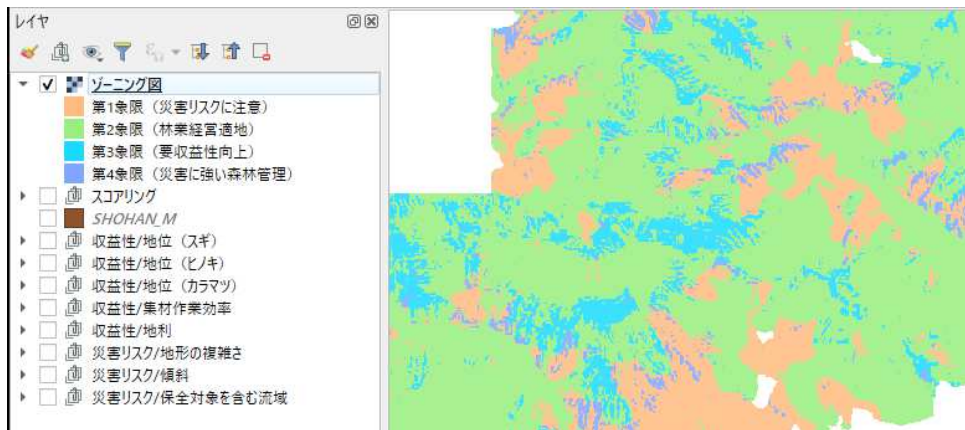 レイヤ
ゾーニング図
第1象限（災害リスクに注意）
第2象限（林業経営適地）
第3象限（要収益性向上）
第4象限（災害に強い森林管理）
スコアリング
SHOHAN_M
収益性/地位（スギ）
収益性/地位（ヒノキ）
収益性/地位（カラマツ）
収益性/集材作業効率
収益性/地利
災害リスク/地形の複雑さ
災害リスク/傾斜
災害リスク/保全対象を含む流域